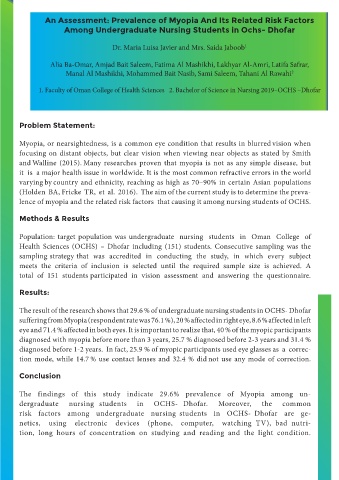 An Assessment: Prevalence of Myopia And Its Related Risk Factors
Among Undergraduate Nursing Students in Ochs- Dhofar
Dr. Maria Luisa Javier and Mrs. Saida Jaboob¹
Alia Ba-Omar, Amjad Bait Saleem, Fatima Al Mashikhi, Lakhyar Al-Amri, Latifa Safrar,
Manal Al Mashikhi, Mohammed Bait Nasib, Sami Saleem, Tahani Al Rowahi²
1. Faculty of Oman College of Health Sciences 2. Bachelor of Science in Nursing 2019-OCHS - Dhofar
Problem Statement:
Myopia, or nearsightedness, is a common eye condition that results in blurred vision when
focusing on distant objects, but clear vision when viewing near objects as stated by Smith
and Walline (2015). Many researches proven that myopia is not as any simple disease, but
it is a major health issue in worldwide. It is the most common refractive errors in the world
varying by country and ethnicity, reaching as high as 70–90% in certain Asian populations
(Holden BA, Fricke TR, et al. 2016). The aim of the current study is to determine the preva-
lence of myopia and the related risk factors that causing it among nursing students of OCHS.
Methods & Results
Population: target population was undergraduate nursing students in Oman College of
Health Sciences (OCHS) – Dhofar including (151) students. Consecutive sampling was the
sampling strategy that was accredited in conducting the study, in which every subject
meets the criteria of inclusion is selected until the required sample size is achieved. A
total of 151 students participated in vision assessment and answering the questionnaire.
Results:
The result of the research shows that 29.6 % of undergraduate nursing students in OCHS- Dhofar
suffering from Myopia (respondent rate was 76.1 %), 20 % affected in right eye, 8.6 % affected in left
eye and 71.4 % affected in both eyes. It is important to realize that, 40 % of the myopic participants
diagnosed with myopia before more than 3 years, 25.7 % diagnosed before 2-3 years and 31.4 %
diagnosed before 1-2 years. In fact, 25.9 % of myopic participants used eye glasses as a correc-
tion mode, while 14.7 % use contact lenses and 32.4 % did not use any mode of correction.
Conclusion
The findings of this study indicate 29.6% prevalence of Myopia among un-
dergraduate nursing students in OCHS- Dhofar. Moreover, the common
risk factors among undergraduate nursing students in OCHS- Dhofar are ge-
netics, using electronic devices (phone, computer, watching TV), bad nutri-
tion, long hours of concentration on studying and reading and the light condition.